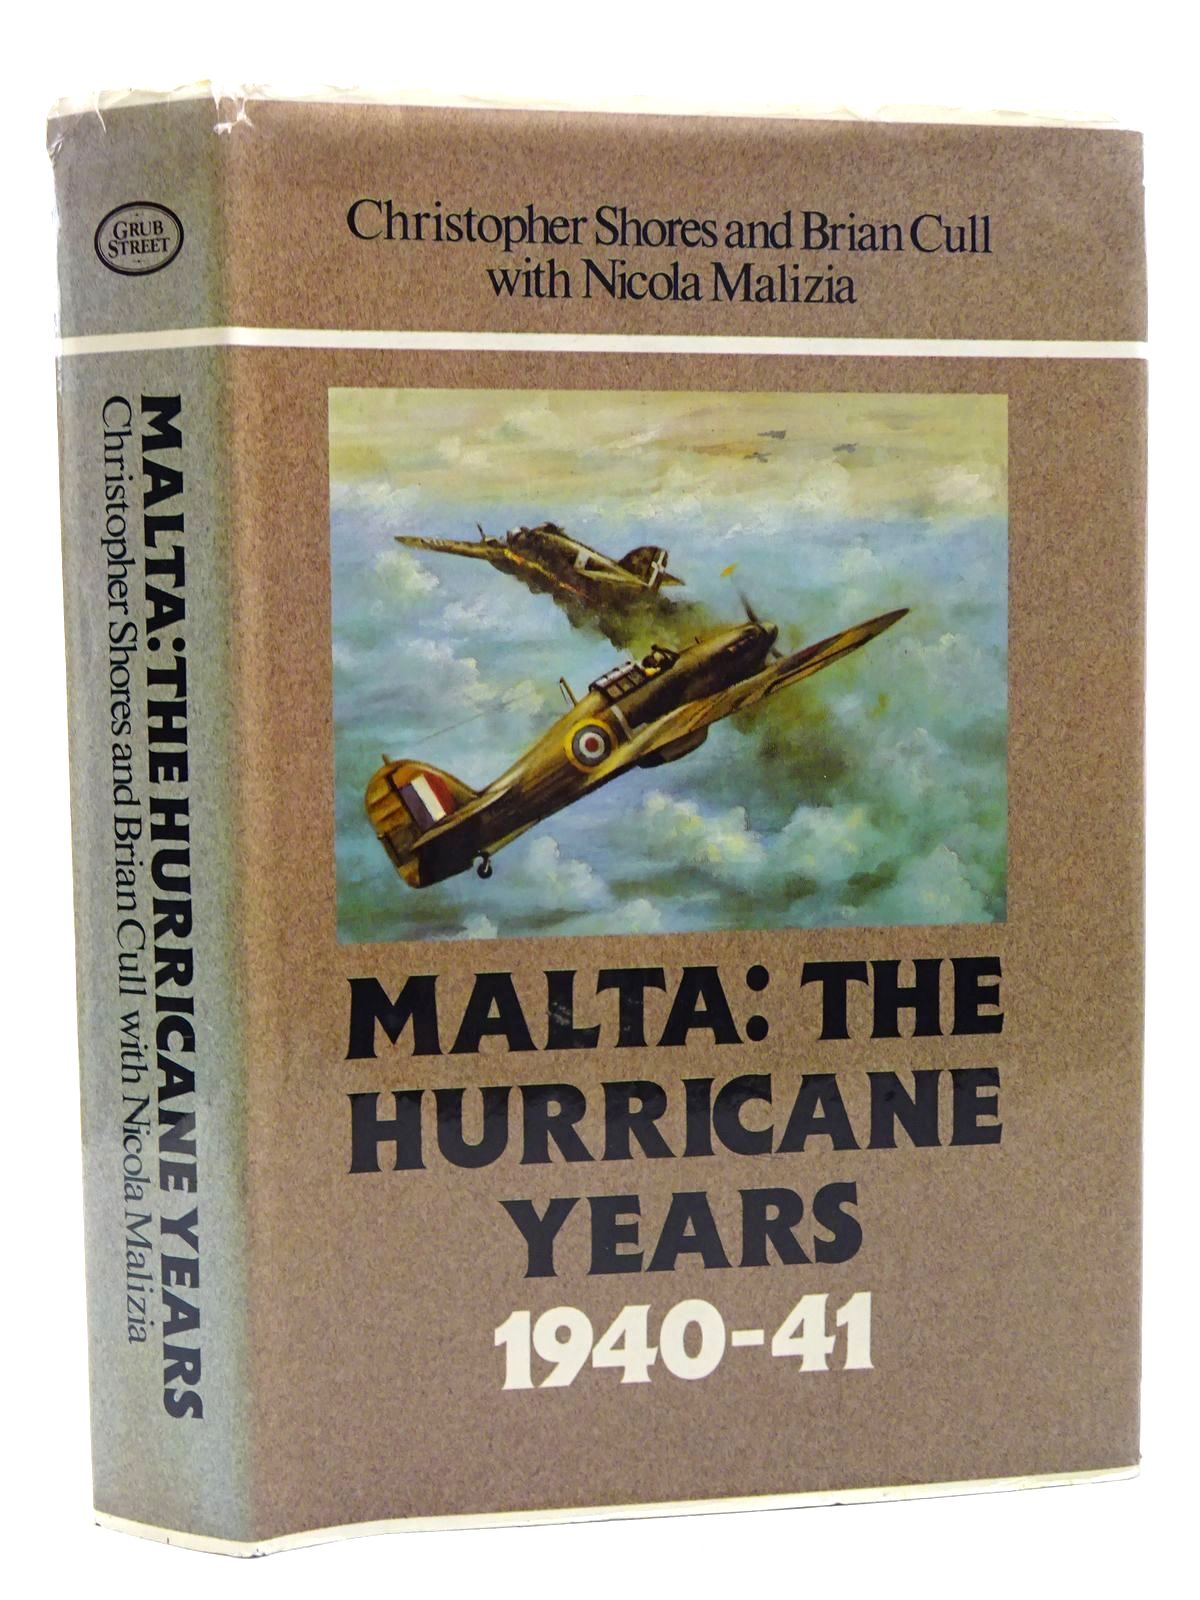 GRUB
STREET
MALTA: THE HURRICANE YEARS
Christopher Shores and Brian Cull with Nicola Malizia
Christopher Shores and Brian Cull
with Nicola Malizia
MALTA: THE
HURRICANE
YEARS
1940-41